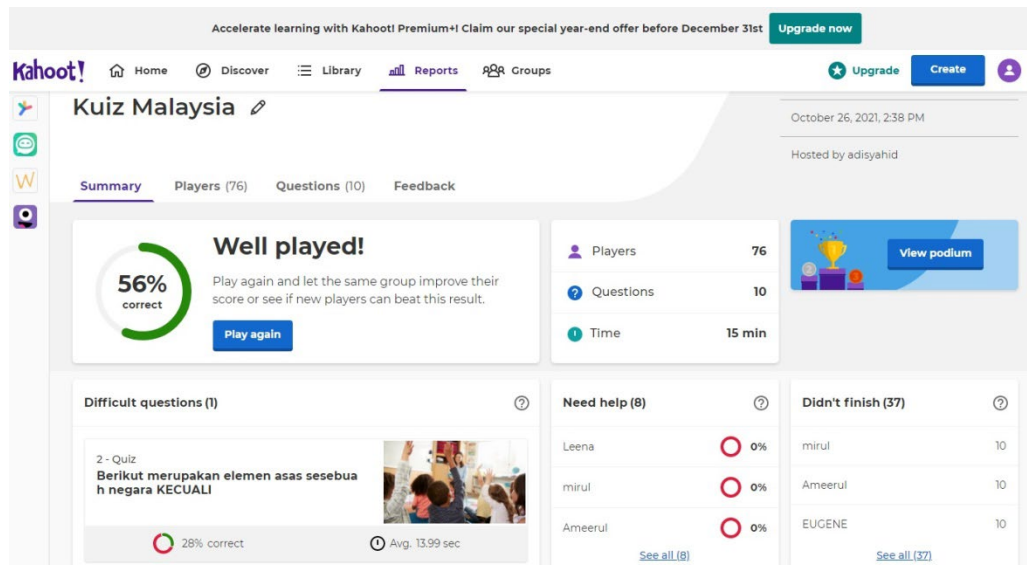 Accelerate learning with Kahoot! Premium+! Claim our special year-end offer before December 31st
Upgrade now
Kahoot!
Home
Discover
Library
Reports
Groups
Upgrade
Create
Kuiz Malaysia
October 26, 2021, 2:38 PM
Hosted by adisyahid
Summary
Players (76)
Questions (10)
Feedback
56%
correct
Well played!
Play again and let the same group improve their
score or see if new players can beat this result.
Play again
Players 76
Questions 10
Time 15 min
View podium
Difficult questions (1)
2 - Quiz
Berikut merupakan elemen asas sesebua
h negara KECUALI
28% correct
Avg. 13.99 sec
Need help (8)
Leena 0%
mirul 0%
Ameerul 0%
See all (8)
Didn't finish (37)
mirul 10
Ameerul 10
EUGENE 10
See all (37)